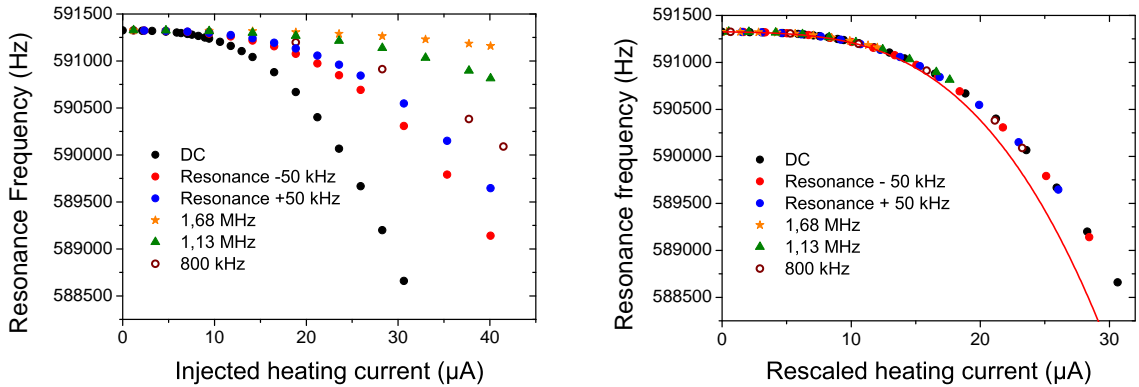 591500
591000
590500
590000
589500
589000
588500
0
10
20
30
40
Resonance Frequency (Hz)
Injected heating current (µA)
DC
Resonance -50 kHz
Resonance +50 kHz
1,68 MHz
1,13 MHz
800 kHz
591500
591000
590500
590000
589500
589000
588500
0
10
20
30
Resonance frequency (Hz)
Rescaled heating current (µA)
DC
Resonance - 50 kHz
Resonance + 50 kHz
1,68 MHz
1,13 MHz
800 kHz